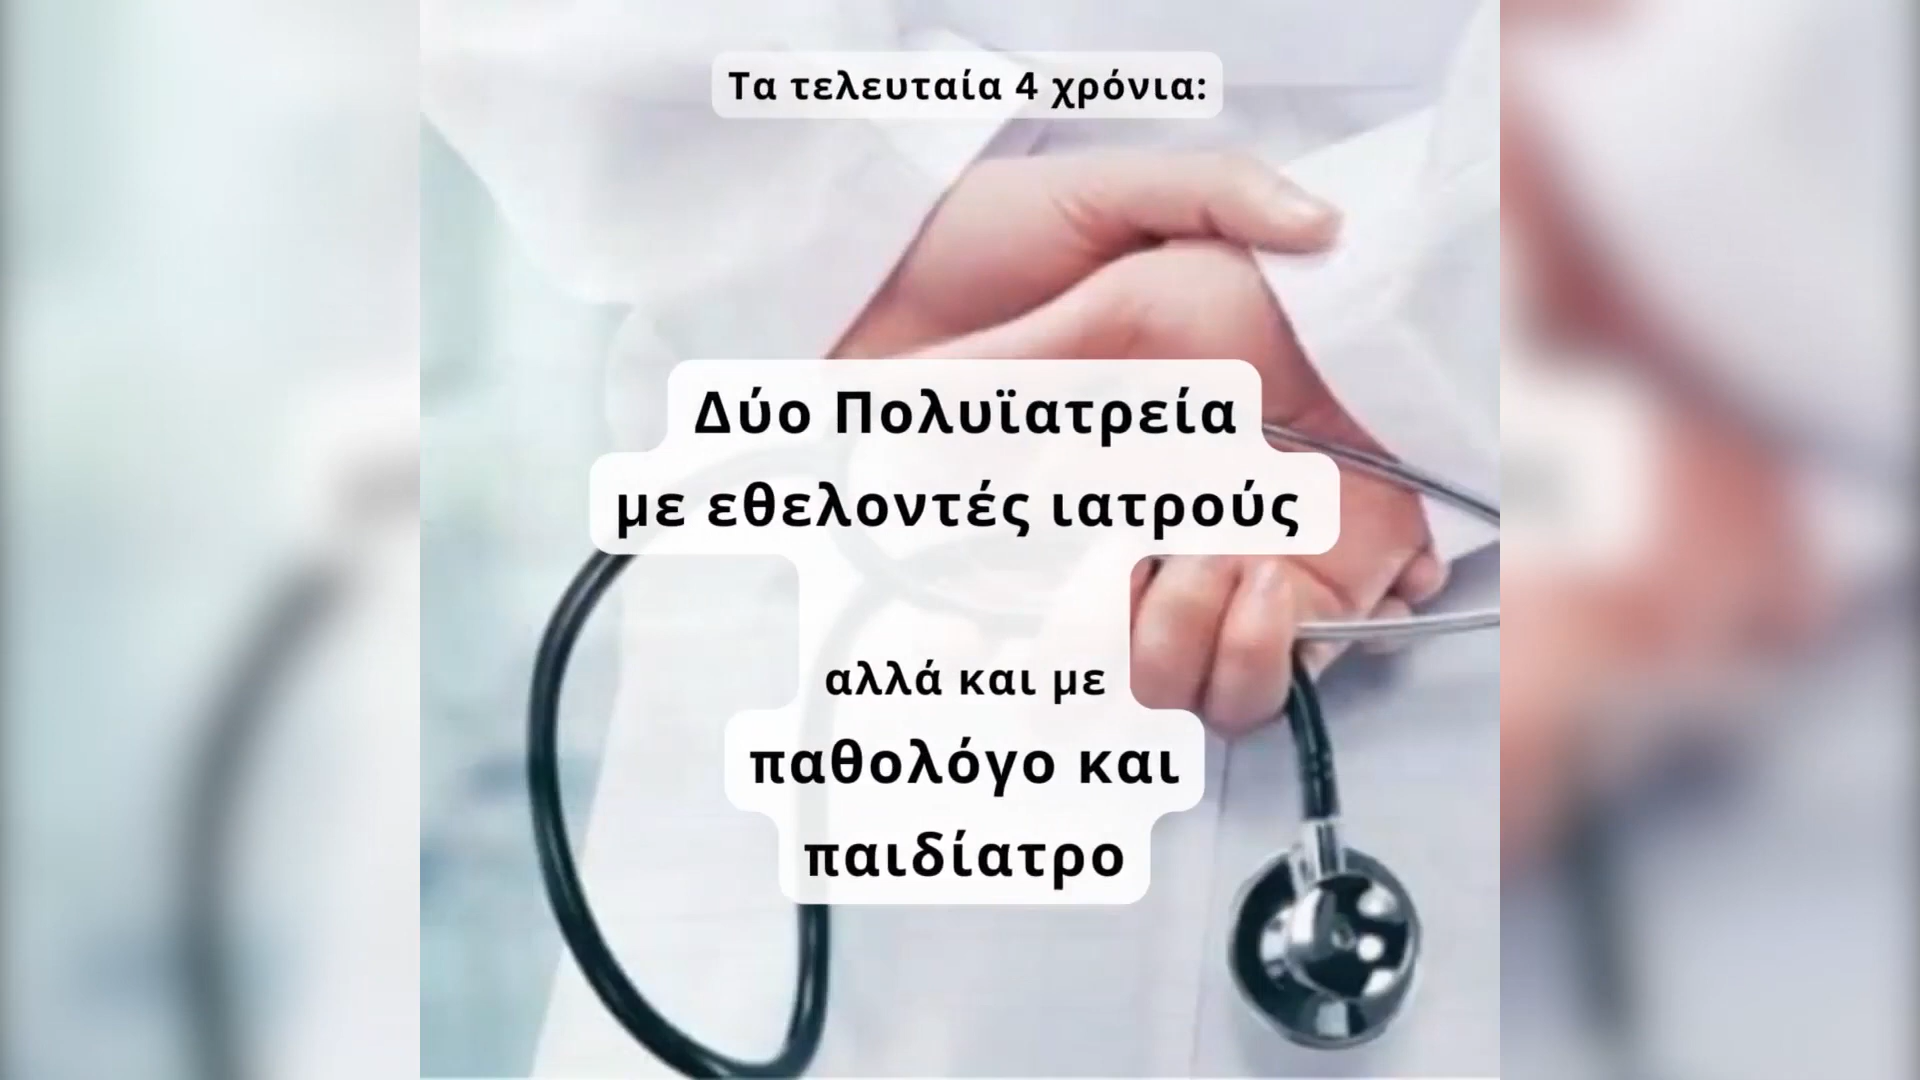 Τα τελευταία 4 χρόνια:
Δύο Πολυϊατρεία
με εθελοντές ιατρούς
αλλά και με
παθολόγο και
παιδίατρο